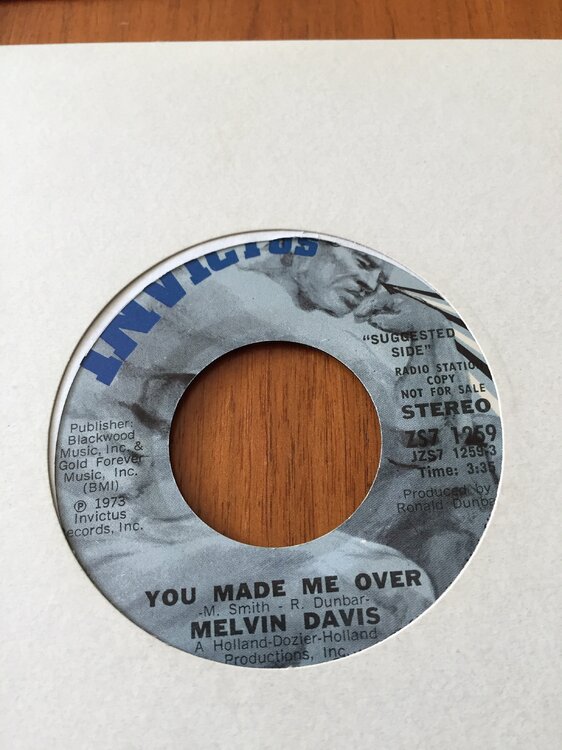 INVICTUS
"SUGGESTED
SIDE"
RADIO STATIO
COPY
NOT FOR SALE
STEREO
ZS7 1259
JZS7 1259-3
Time: 3:35
Produced by
Ronald Dunba
Publisher:
Blackwood
Music, Inc. &
Gold Forever
Music, Inc.
(BMI)
℗ 1973
Invictus
ecords, Inc.
YOU MADE ME OVER
-M. Smith - R. Dunbar-
MELVIN DAVIS
A Holland-Dozier-Holland
Productions, Inc.